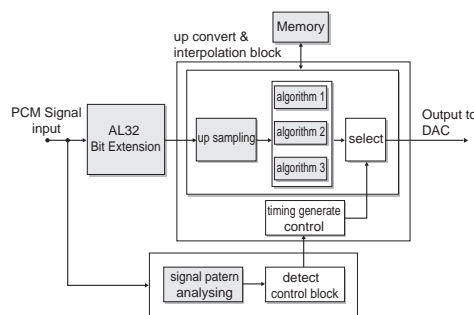 Memory
up convert &
interpolation block
PCM Signal
input
AL32
Bit Extension
up sampling
algorithm 1
algorithm 2
algorithm 3
select
Output to
DAC
timing generate
control
signal patern
analysing
detect
control block